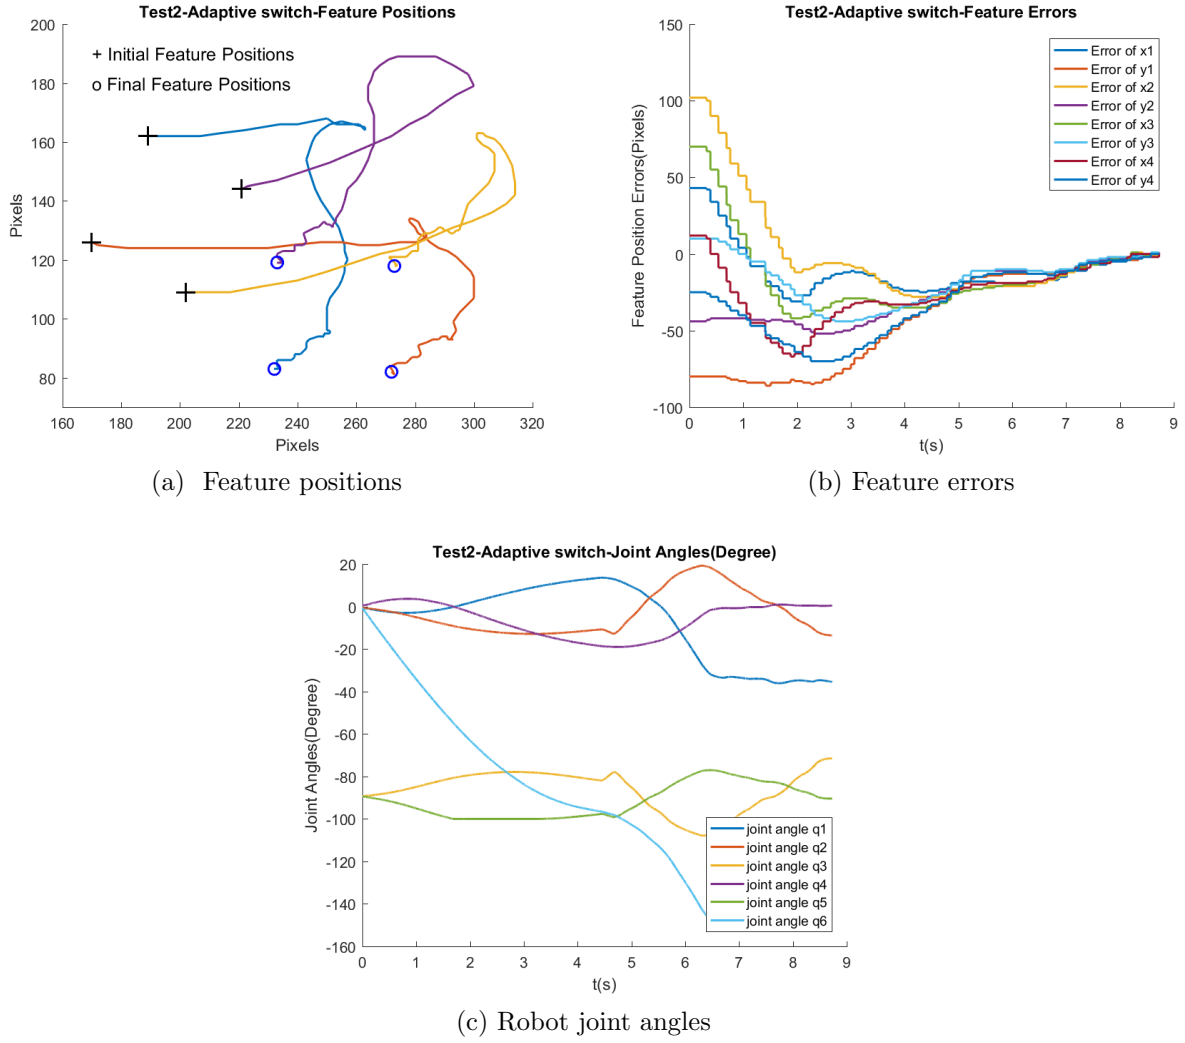 Test2-Adaptive switch-Feature Positions
200
180
160
140
120
100
80
Pixels
+ Initial Feature Positions
o Final Feature Positions
160 180 200 220 240 260 280 300 320
Pixels
(a) Feature positions
Test2-Adaptive switch-Feature Errors
150
100
50
0
-50
-100
Feature Position Errors(Pixels)
Error of x1
Error of y1
Error of x2
Error of y2
Error of x3
Error of y3
Error of x4
Error of y4
0 1 2 3 4 5 6 7 8 9
t(s)
(b) Feature errors
Test2-Adaptive switch-Joint Angles(Degree)
20
0
-20
-40
-60
-80
-100
-120
-140
-160
Joint Angles(Degree)
joint angle q1
joint angle q2
joint angle q3
joint angle q4
joint angle q5
joint angle q6
0 1 2 3 4 5 6 7 8 9
t(s)
(c) Robot joint angles